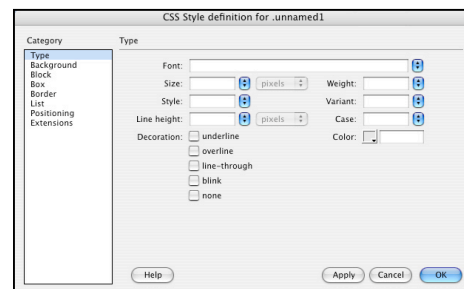 CSS Style definition for .unnamed1
Category
Type
Type
Background
Block
Box
Border
List
Positioning
Extensions
Font:
Size: pixels Weight:
Style: Variant:
Line height: pixels Case:
Decoration: underline Color:
overline
line-through
blink
none
Help Apply Cancel OK